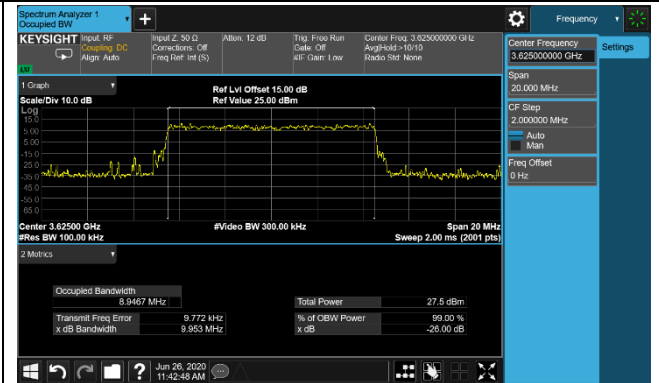 Spectrum Analyzer 1
Occupied BW
Frequency
KEYSIGHT
Input: RF
Coupling: DC
Align: Auto
Input Z: 50 Ω
Corrections: Off
Freq Ref: Int (S)
Atten: 12 dB
Trig: Free Run
Gate: Off
#IF Gain: Low
Center Freq: 3.625000000 GHz
Avg|Hold:>10/10
Radio Std: None
LXI
Center Frequency
3.625000000 GHz
Settings
Span
20.000 MHz
CF Step
2.000000 MHz
Auto
Man
Freq Offset
0 Hz
1 Graph
Scale/Div 10.0 dB
Ref Lvl Offset 15.00 dB
Ref Value 25.00 dBm
Log
15.0
5.00
-5.00
-15.0
-25.0
-35.0
-45.0
-55.0
-65.0
Center 3.62500 GHz
#Video BW 300.00 kHz
Span 20 MHz
#Res BW 100.00 kHz
Sweep 2.00 ms (2001 pts)
2 Metrics
Occupied Bandwidth
8.9467 MHz
Total Power
27.5 dBm
Transmit Freq Error
9.772 kHz
% of OBW Power
99.00 %
x dB Bandwidth
9.953 MHz
x dB
-26.00 dB
Jun 26, 2020
11:42:48 AM